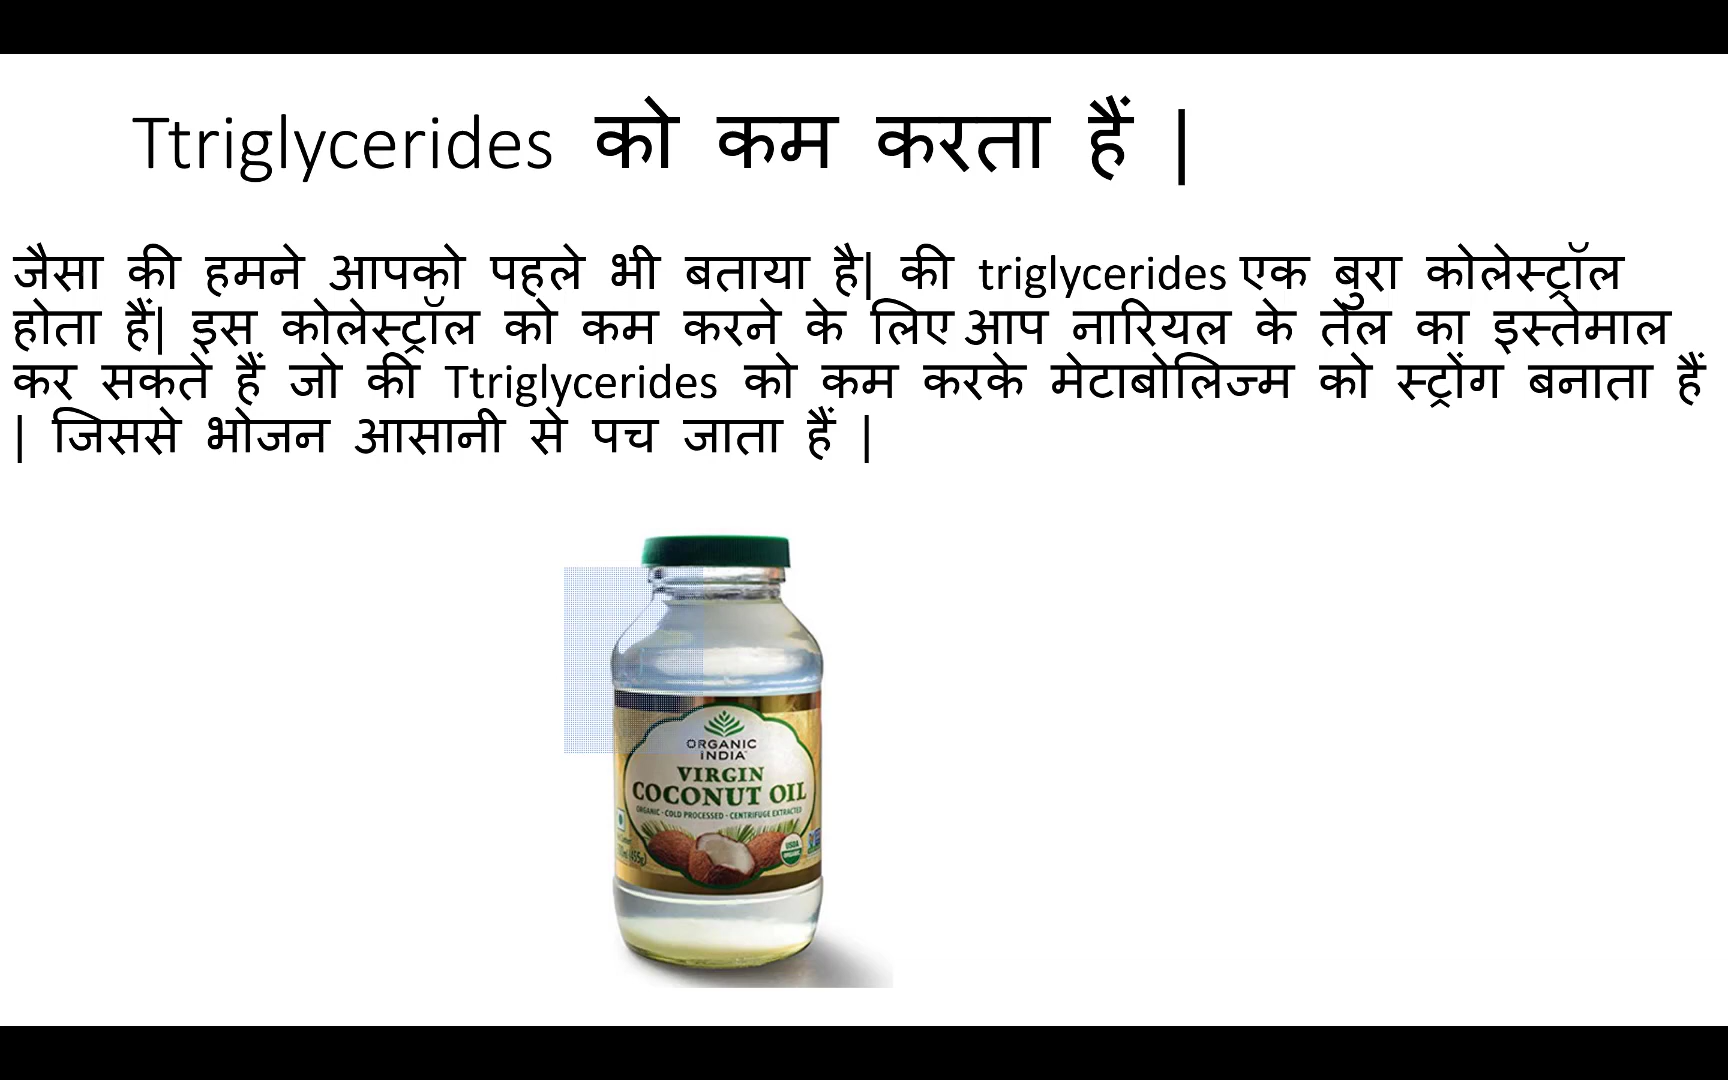 Ttriglycerides को कम करता हैं |
जैसा की हमने आपको पहले भी बताया है| की triglycerides एक बुरा कोलेस्ट्रॉल
होता हैं| इस कोलेस्ट्रॉल को कम करने के लिए आप नारियल के तेल का इस्तेमाल
कर सकते हैं जो की Ttriglycerides को कम करके मेटाबोलिज्म को स्ट्रोंग बनाता हैं
| जिससे भोजन आसानी से पच जाता हैं |
ORGANIC
INDIA
VIRGIN
COCONUT OIL
ORGANIC - COLD PROCESSED - CENTRIFUGE EXTRACTED
USDA
ORGANIC